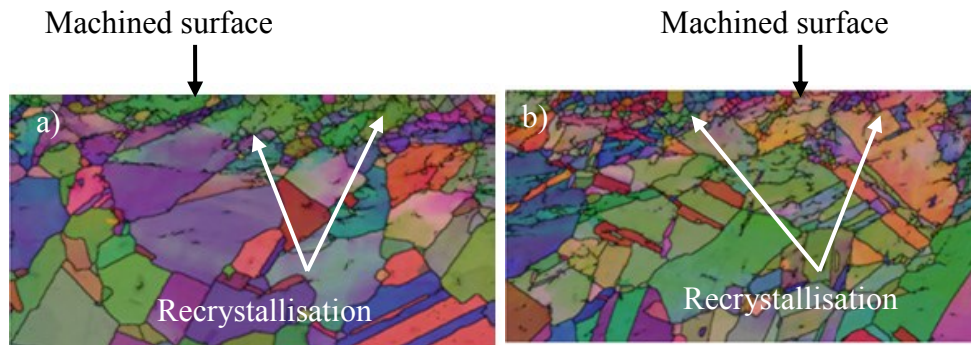 Machined surface
Machined surface
a)
b)
Recrystallisation
Recrystallisation